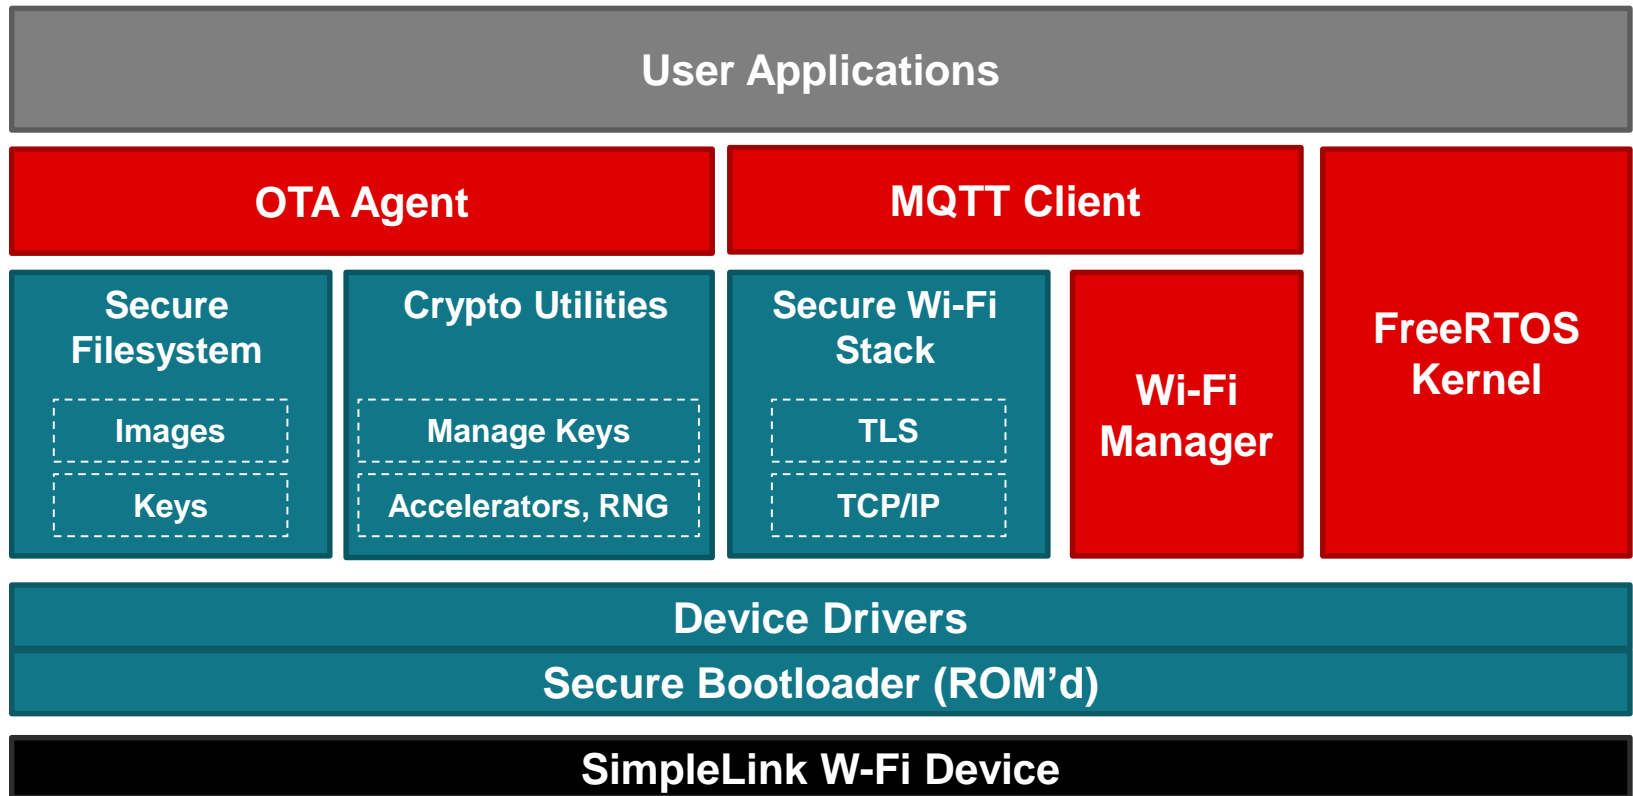 User Applications
OTA Agent
MQTT Client
FreeRTOS
Kernel
Secure
Filesystem
Images
Keys
Crypto Utilities
Manage Keys
Accelerators, RNG
Secure Wi-Fi
Stack
TLS
TCP/IP
Wi-Fi
Manager
Device Drivers
Secure Bootloader (ROM’d)
SimpleLink W-Fi Device